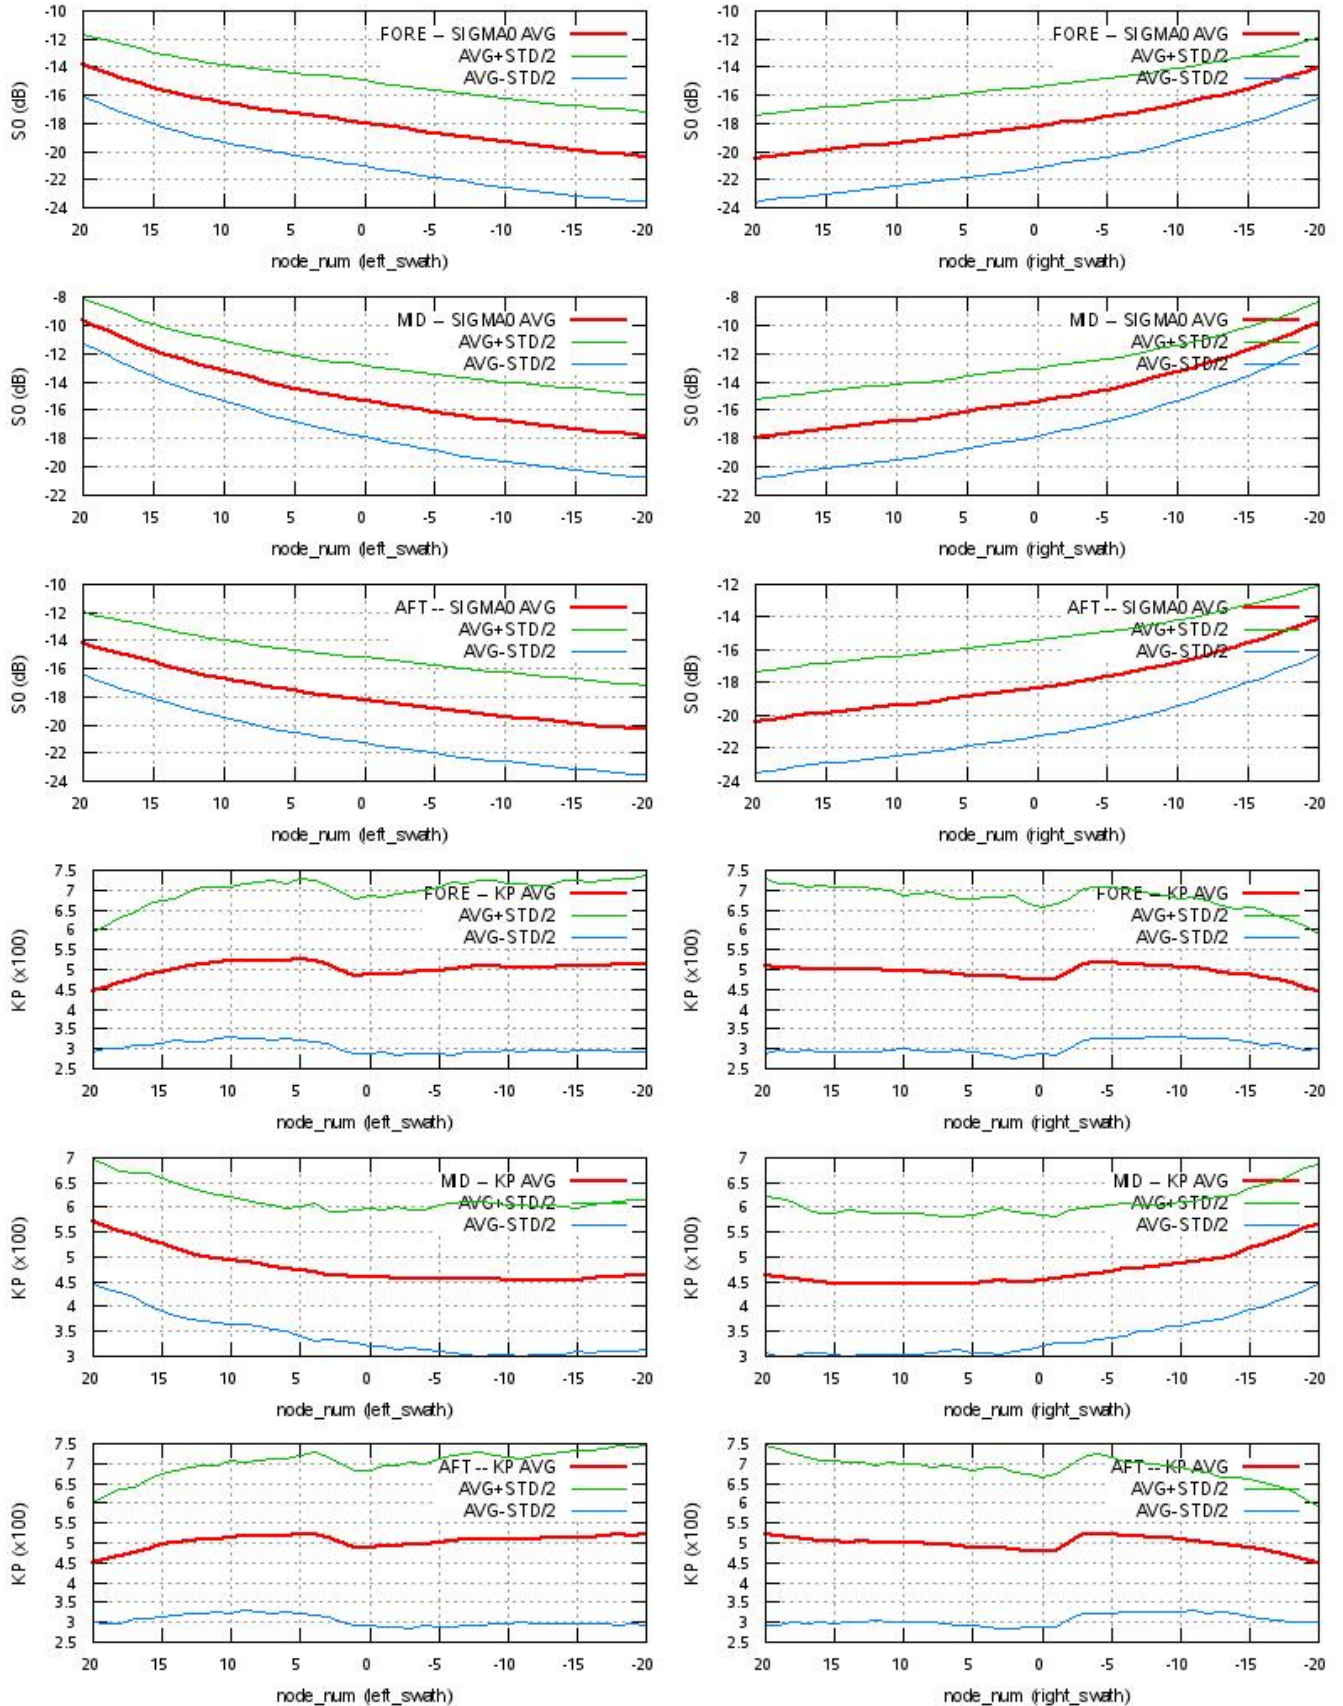 -10
-12
-14
-16
-18
-20
-22
-24
S0 (dB)
FORE -- SIGMA0 AVG
AVG+STD/2
AVG-STD/2
20 15 10 5 0 -5 -10 -15 -20
node_num (left_swath)
-10
-12
-14
-16
-18
-20
-22
-24
S0 (dB)
FORE -- SIGMA0 AVG
AVG+STD/2
AVG-STD/2
20 15 10 5 0 -5 -10 -15 -20
node_num (right_swath)
-8
-10
-12
-14
-16
-18
-20
-22
S0 (dB)
MID -- SIGMA0 AVG
AVG+STD/2
AVG-STD/2
20 15 10 5 0 -5 -10 -15 -20
node_num (left_swath)
-8
-10
-12
-14
-16
-18
-20
-22
S0 (dB)
MID -- SIGMA0 AVG
AVG+STD/2
AVG-STD/2
20 15 10 5 0 -5 -10 -15 -20
node_num (right_swath)
-10
-12
-14
-16
-18
-20
-22
-24
S0 (dB)
AFT -- SIGMA0 AVG
AVG+STD/2
AVG-STD/2
20 15 10 5 0 -5 -10 -15 -20
node_num (left_swath)
-12
-14
-16
-18
-20
-22
-24
S0 (dB)
AFT -- SIGMA0 AVG
AVG+STD/2
AVG-STD/2
20 15 10 5 0 -5 -10 -15 -20
node_num (right_swath)
7.5
7
6.5
6
5.5
5
4.5
4
3.5
3
2.5
KP (x100)
FORE -- KP AVG
AVG+STD/2
AVG-STD/2
20 15 10 5 0 -5 -10 -15 -20
node_num (left_swath)
7.5
7
6.5
6
5.5
5
4.5
4
3.5
3
2.5
KP (x100)
FORE -- KP AVG
AVG+STD/2
AVG-STD/2
20 15 10 5 0 -5 -10 -15 -20
node_num (right_swath)
7
6.5
6
5.5
5
4.5
4
3.5
3
KP (x100)
MID -- KP AVG
AVG+STD/2
AVG-STD/2
20 15 10 5 0 -5 -10 -15 -20
node_num (left_swath)
7
6.5
6
5.5
5
4.5
4
3.5
3
KP (x100)
MID -- KP AVG
AVG+STD/2
AVG-STD/2
20 15 10 5 0 -5 -10 -15 -20
node_num (right_swath)
7.5
7
6.5
6
5.5
5
4.5
4
3.5
3
2.5
KP (x100)
AFT -- KP AVG
AVG+STD/2
AVG-STD/2
20 15 10 5 0 -5 -10 -15 -20
node_num (left_swath)
7.5
7
6.5
6
5.5
5
4.5
4
3.5
3
2.5
KP (x100)
AFT -- KP AVG
AVG+STD/2
AVG-STD/2
20 15 10 5 0 -5 -10 -15 -20
node_num (right_swath)